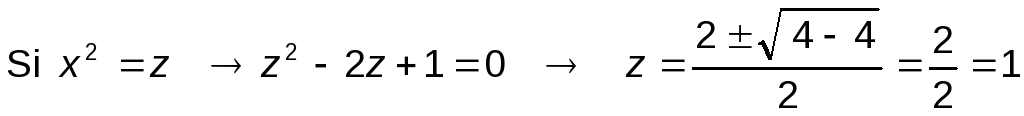 Si x² = z → z² - 2z + 1 = 0 → z = (2 ± √(4 - 4))/2 = 2/2 = 1